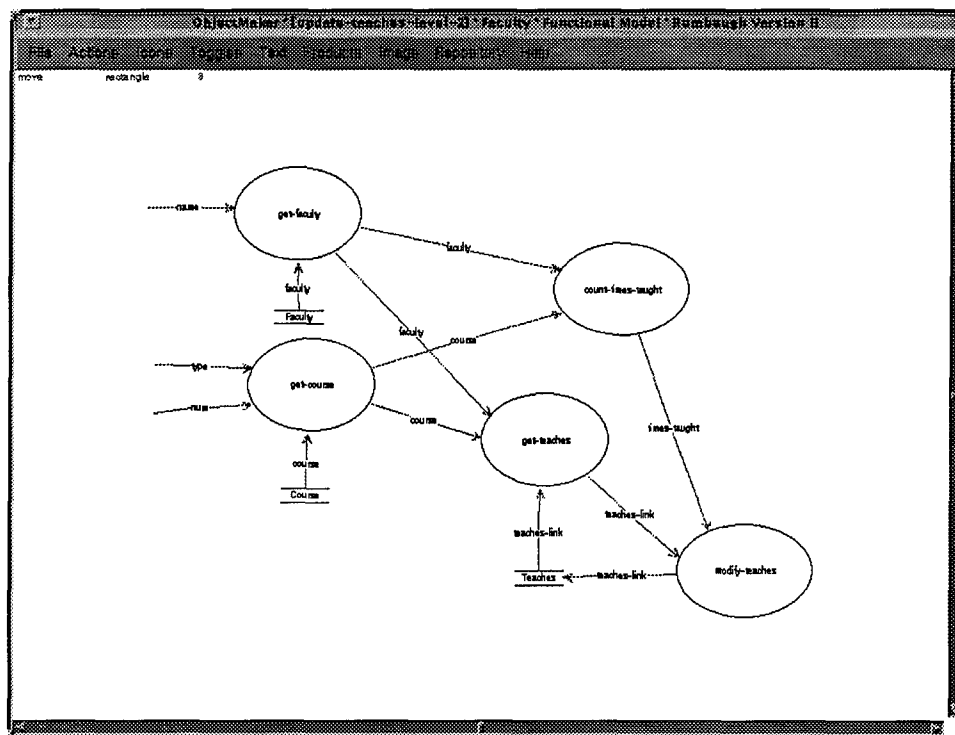 ObjectMaker *[update-teaches-level-2] * Faculty * Functional Model * Rumbaugh Version II
File Actions Icons Toggles Text Products Image Repository Help
move rectangle
name
get-faculty
faculty
faculty
count-times-taught
Faculty
faculty
course
type
get-course
num
course
get-teaches
times-taught
course
Course
teaches-link
teaches-link
Teaches
teaches-link
modify-teaches